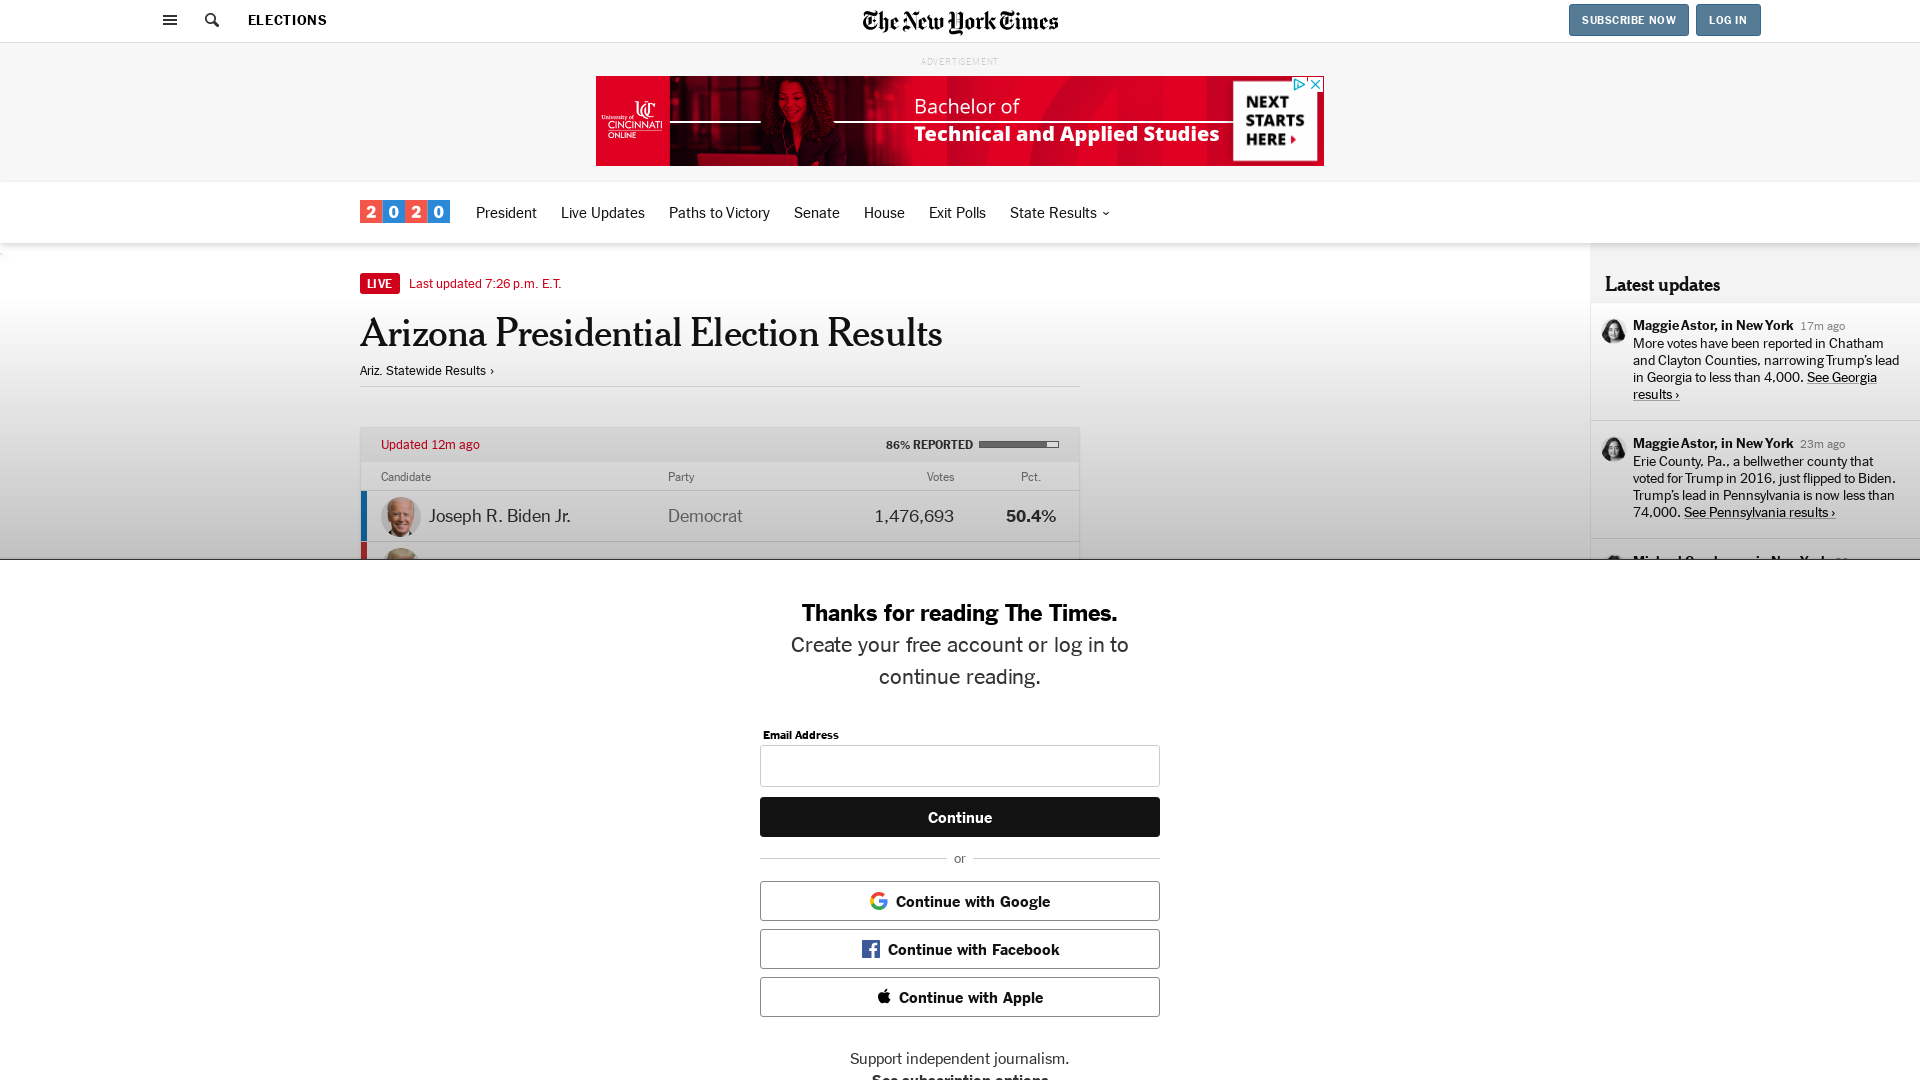 ELECTIONS
The New York Times
SUBSCRIBE NOW
LOG IN
ADVERTISEMENT
University of
CINCINNATI
ONLINE
Bachelor of
Technical and Applied Studies
NEXT
STARTS
HERE
2020
President
Live Updates
Paths to Victory
Senate
House
Exit Polls
State Results
LIVE
Last updated 7:26 p.m. E.T.
Arizona Presidential Election Results
Ariz. Statewide Results ›
Updated 12m ago
86% REPORTED
Candidate Party Votes Pct.
Joseph R. Biden Jr. Democrat 1,476,693 50.4%
Latest updates
Maggie Astor, in New York 17m ago
More votes have been reported in Chatham
and Clayton Counties, narrowing Trump’s lead
in Georgia to less than 4,000. See Georgia
results ›
Maggie Astor, in New York 23m ago
Erie County, Pa., a bellwether county that
voted for Trump in 2016, just flipped to Biden.
Trump’s lead in Pennsylvania is now less than
74,000. See Pennsylvania results ›
Thanks for reading The Times.
Create your free account or log in to
continue reading.
Email Address
Continue
or
Continue with Google
Continue with Facebook
Continue with Apple
Support independent journalism.
See subscription options